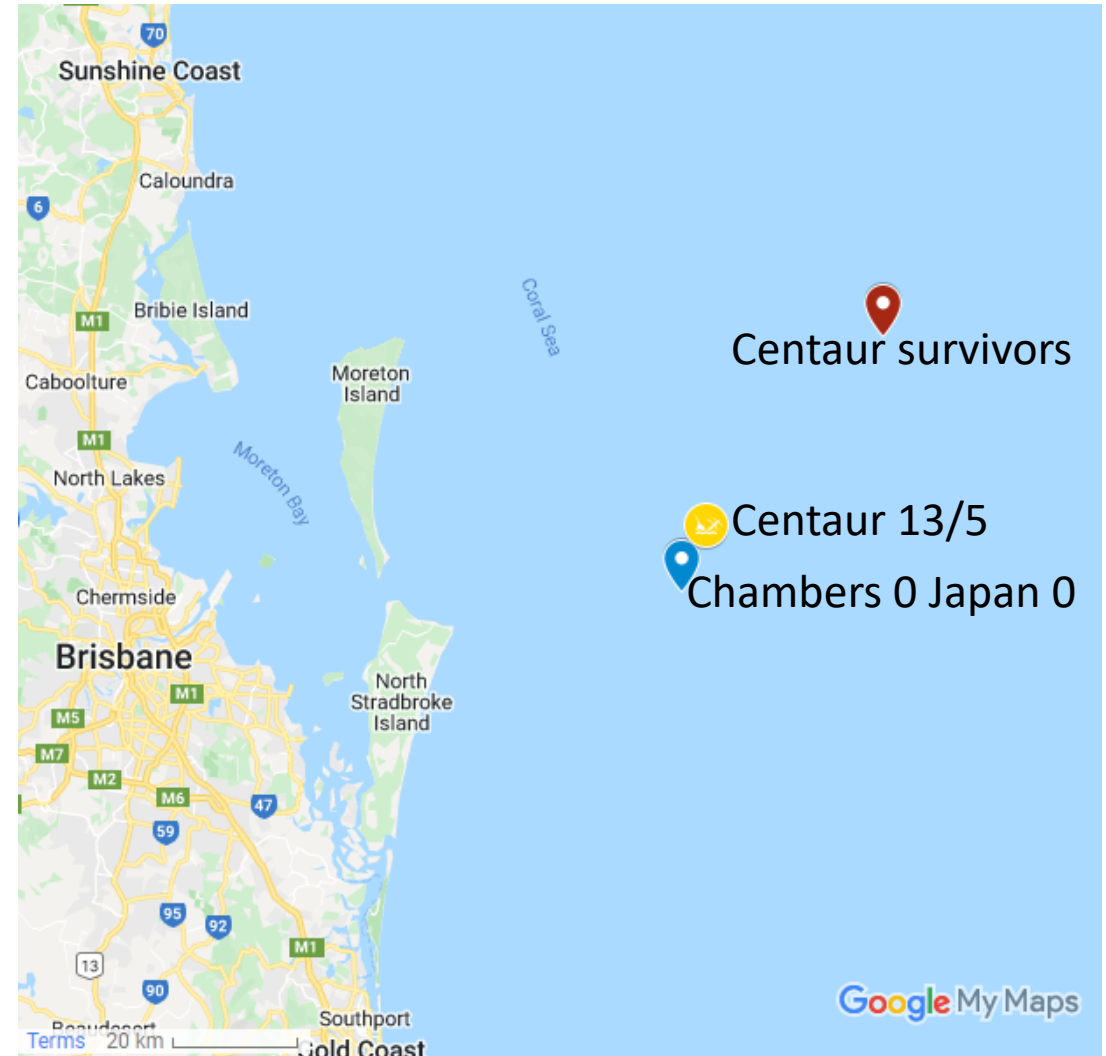 70
Sunshine Coast
Caloundra
6
Coral Sea
Bribie Island
M1
Centaur survivors
Moreton
Island
Caboolture
M1
Moreton Bay
North Lakes
Centaur 13/5
Chambers 0 Japan 0
Chermside
Brisbane
North
Stradbroke
Island
M1
M5
M7
M2
M6
47
59
95
92
M1
13
90
Google My Maps
Southport
Beaudesert
Terms 20 km
Gold Coast